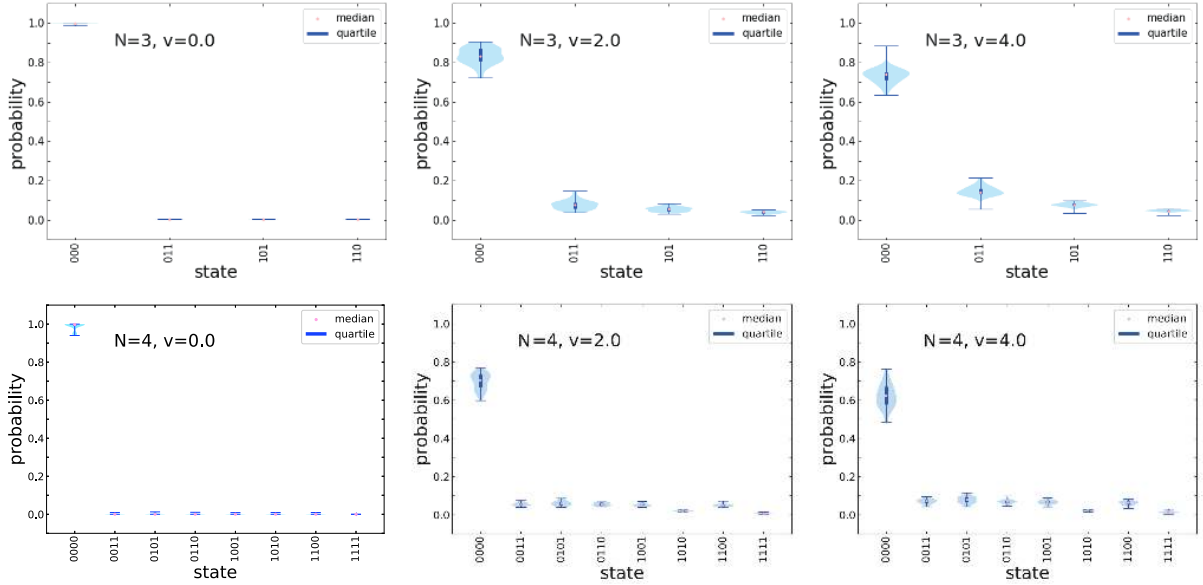 1.0
0.8
0.6
0.4
0.2
0.0
probability
N=3, v=0.0
median
quartile
000
011
101
110
state
1.0
0.8
0.6
0.4
0.2
0.0
probability
N=3, v=2.0
median
quartile
000
011
101
110
state
1.0
0.8
0.6
0.4
0.2
0.0
probability
N=3, v=4.0
median
quartile
000
011
101
110
state
1.0
0.8
0.6
0.4
0.2
0.0
probability
N=4, v=0.0
median
quartile
0000
0011
0101
0110
1001
1010
1100
1111
state
1.0
0.8
0.6
0.4
0.2
0.0
probability
N=4, v=2.0
median
quartile
0000
0011
0101
0110
1001
1010
1100
1111
state
1.0
0.8
0.6
0.4
0.2
0.0
probability
N=4, v=4.0
median
quartile
0000
0011
0101
0110
1001
1010
1100
1111
state